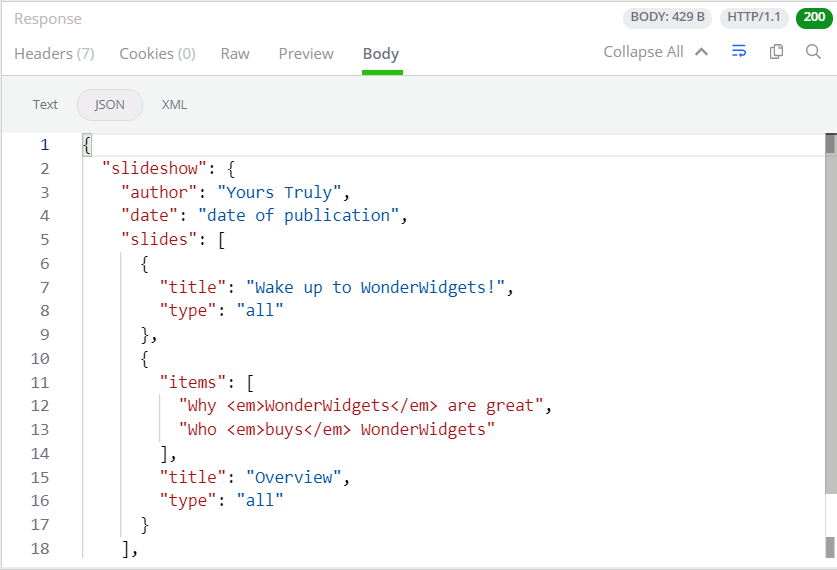 Response BODY: 429 B HTTP/1.1 200
Headers (7) Cookies (0) Raw Preview Body Collapse All
Text JSON XML
1 {
2 "slideshow": {
3 "author": "Yours Truly",
4 "date": "date of publication",
5 "slides": [
6 {
7 "title": "Wake up to WonderWidgets!",
8 "type": "all"
9 },
10 {
11 "items": [
12 "Why <em>WonderWidgets</em> are great",
13 "Who <em>buys</em> WonderWidgets"
14 ],
15 "title": "Overview",
16 "type": "all"
17 }
18 ],